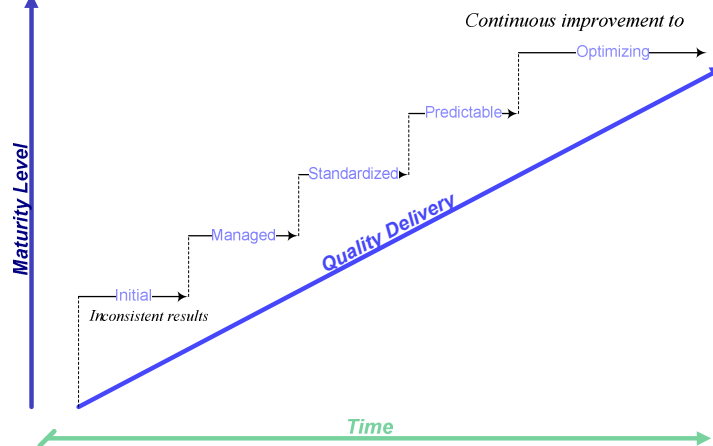 Continuous improvement to
Optimizing
Predictable
Standardized
Managed
Initial
Inconsistent results
Maturity Level
Quality Delivery
Time